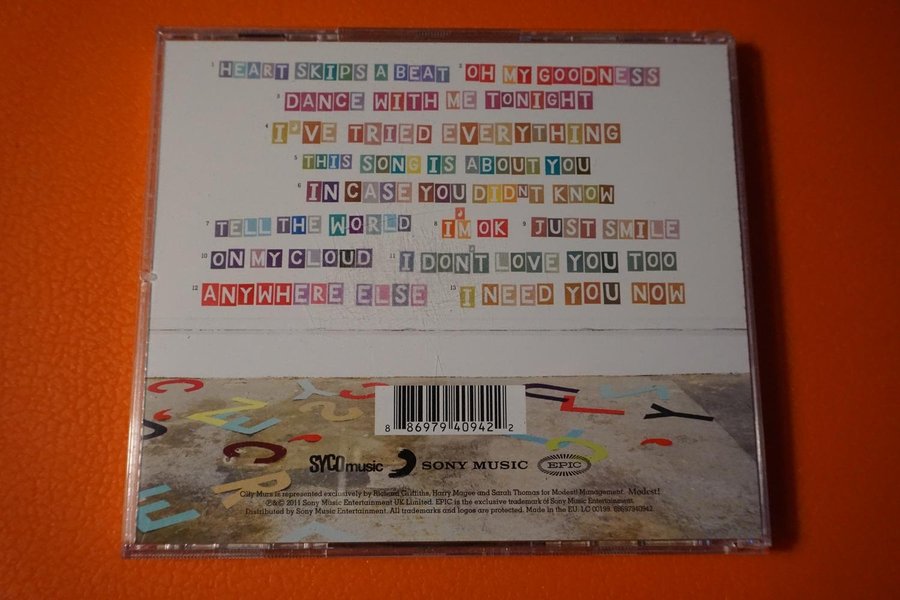 1 HEART SKIPS A BEAT 2 OH MY GOODNESS
3 DANCE WITH ME TONIGHT
4 I'VE TRIED EVERYTHING
5 THIS SONG IS ABOUT YOU
6 IN CASE YOU DIDNT KNOW
7 TELL THE WORLD 8 I'M OK 9 JUST SMILE
10 ON MY CLOUD 11 I DON'T LOVE YOU TOO
12 ANYWHERE ELSE 13 I NEED YOU NOW
8 86979 40942 2
SYCOmusic SONY MUSIC EPIC
Olly Murs is represented exclusively by Richard Griffiths, Harry Magee and Sarah Thomas for Modest! Management. Modest!
℗&© 2011 Sony Music Entertainment UK Limited. EPIC is the exclusive trademark of Sony Music Entertainment.
Distributed by Sony Music Entertainment. All trademarks and logos are protected. Made in the EU. LC 00199. 88697940942